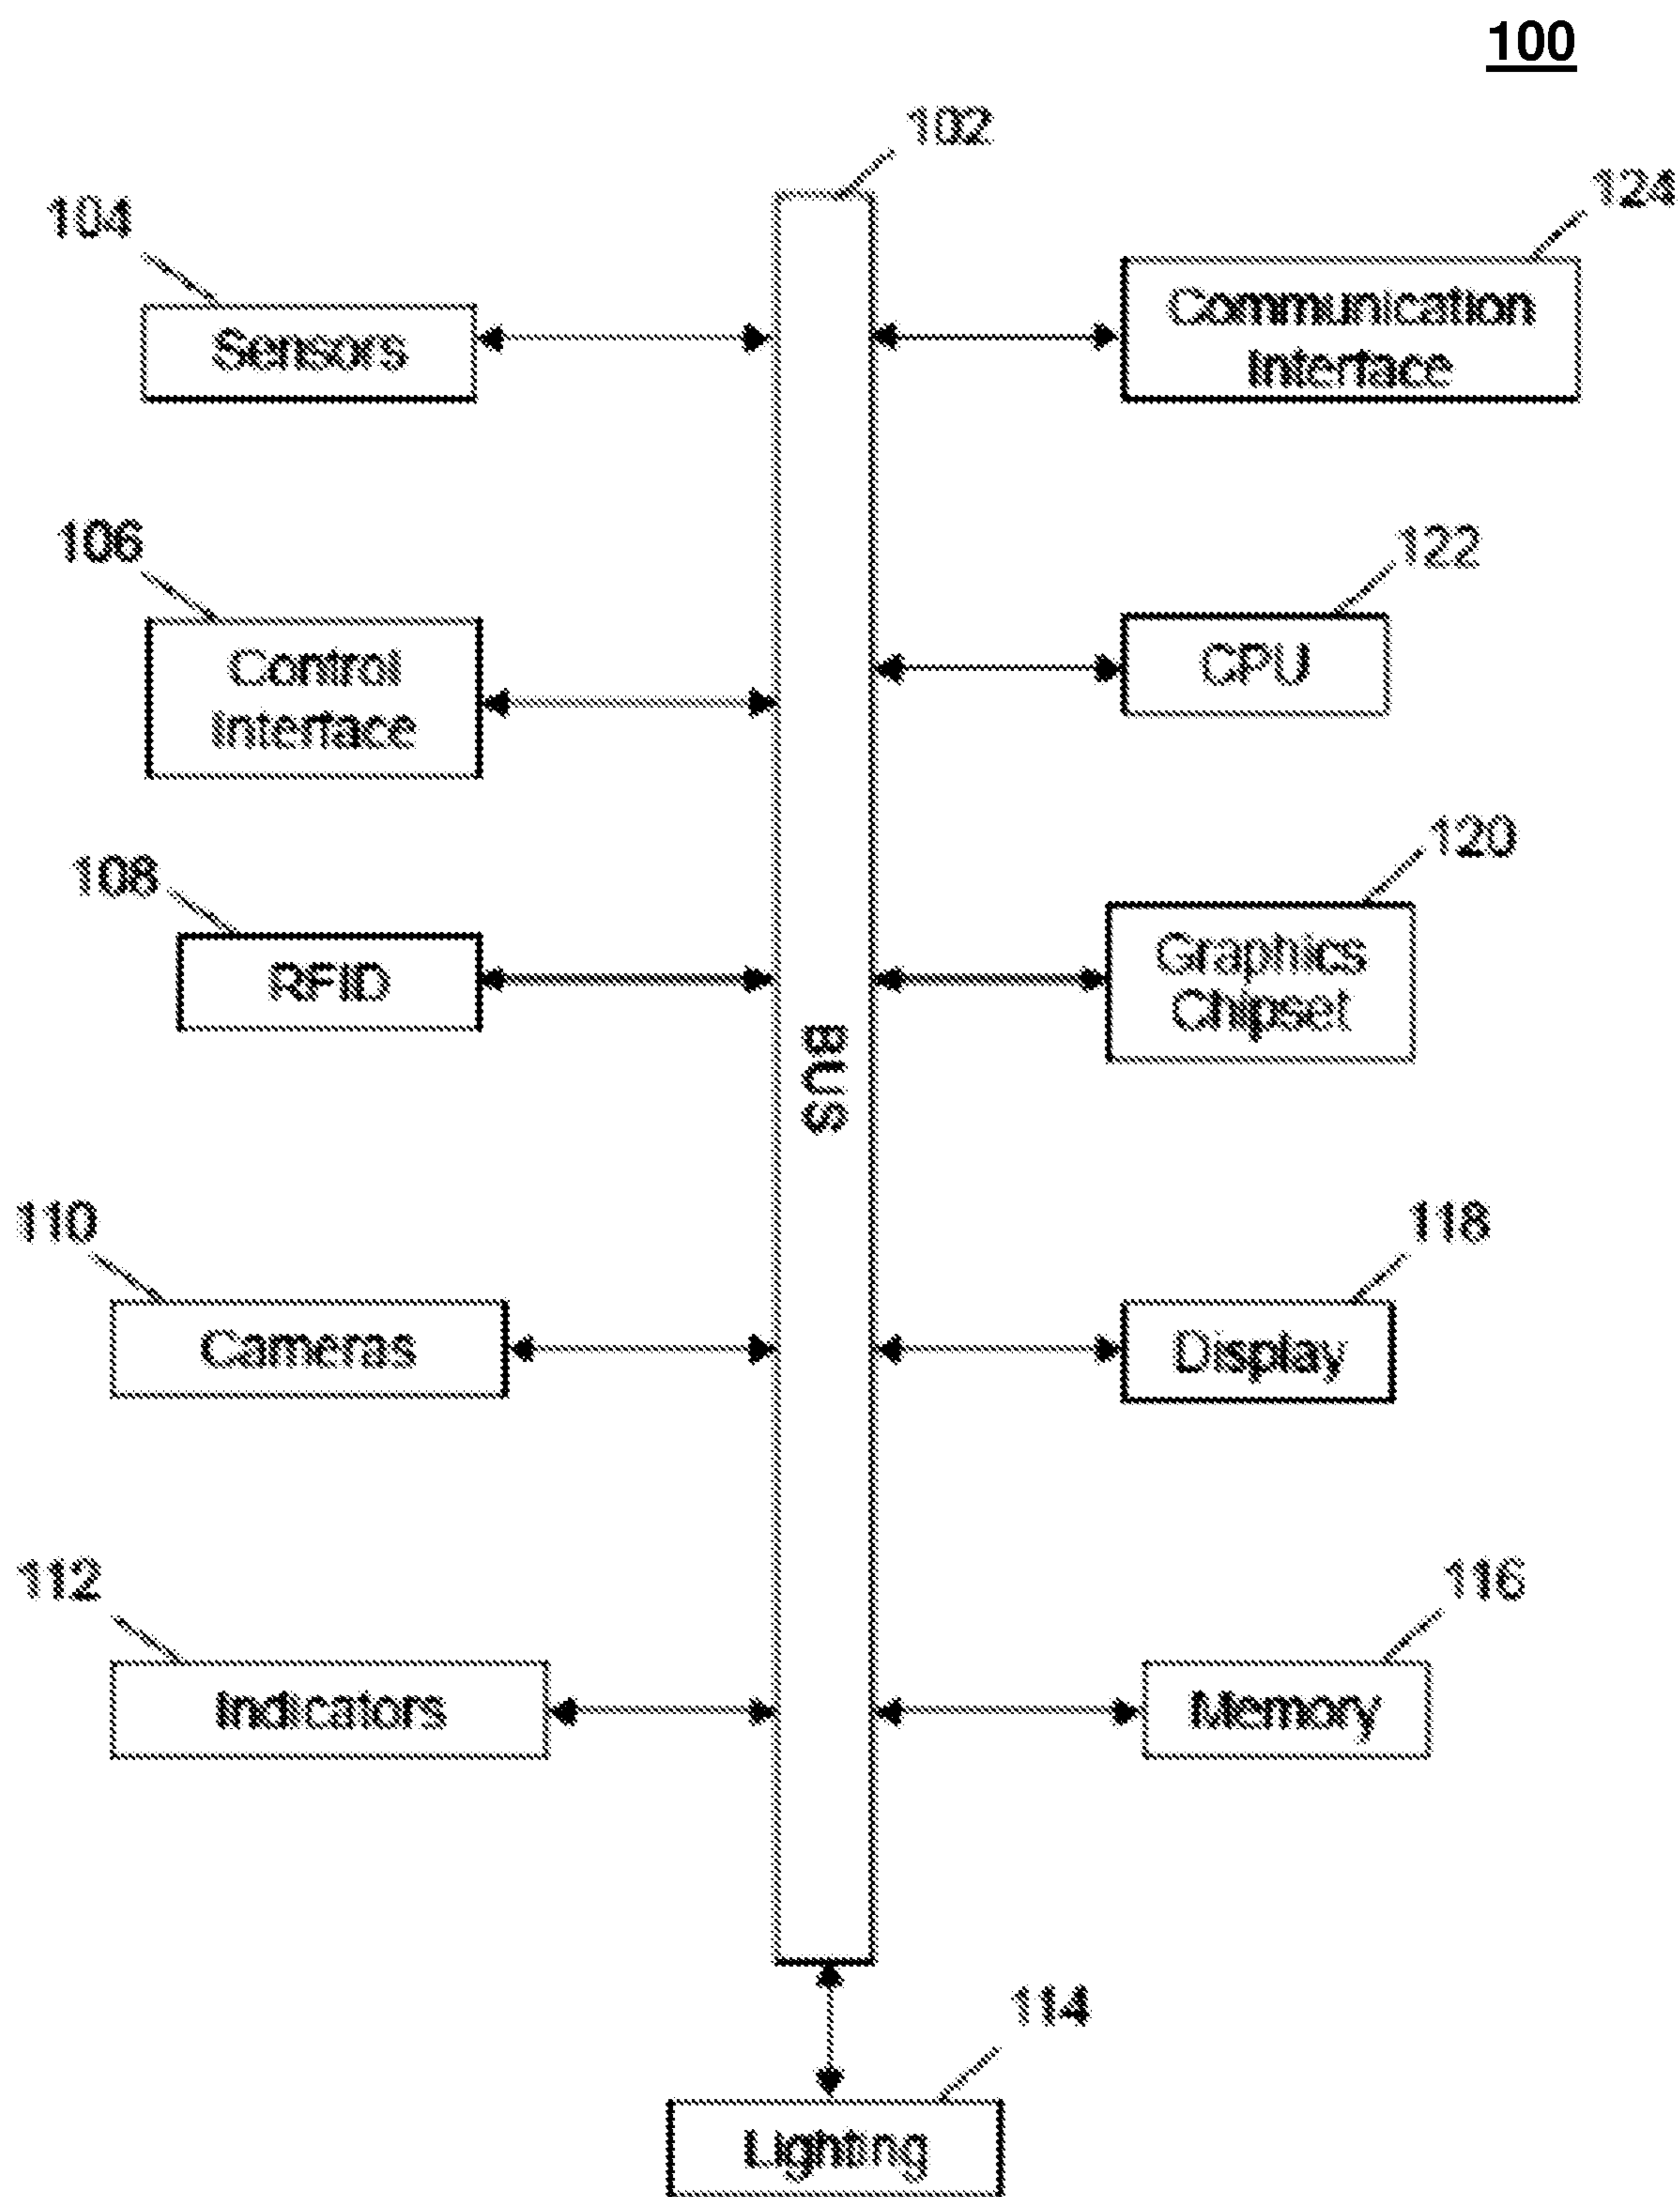 100
102
104
124
Sensors
Communication
Interface
106
122
Control
Interface
CPU
108
120
RFID
Graphics
Chipset
BUS
110
118
Cameras
Display
112
116
Indicators
Memory
114
Lighting